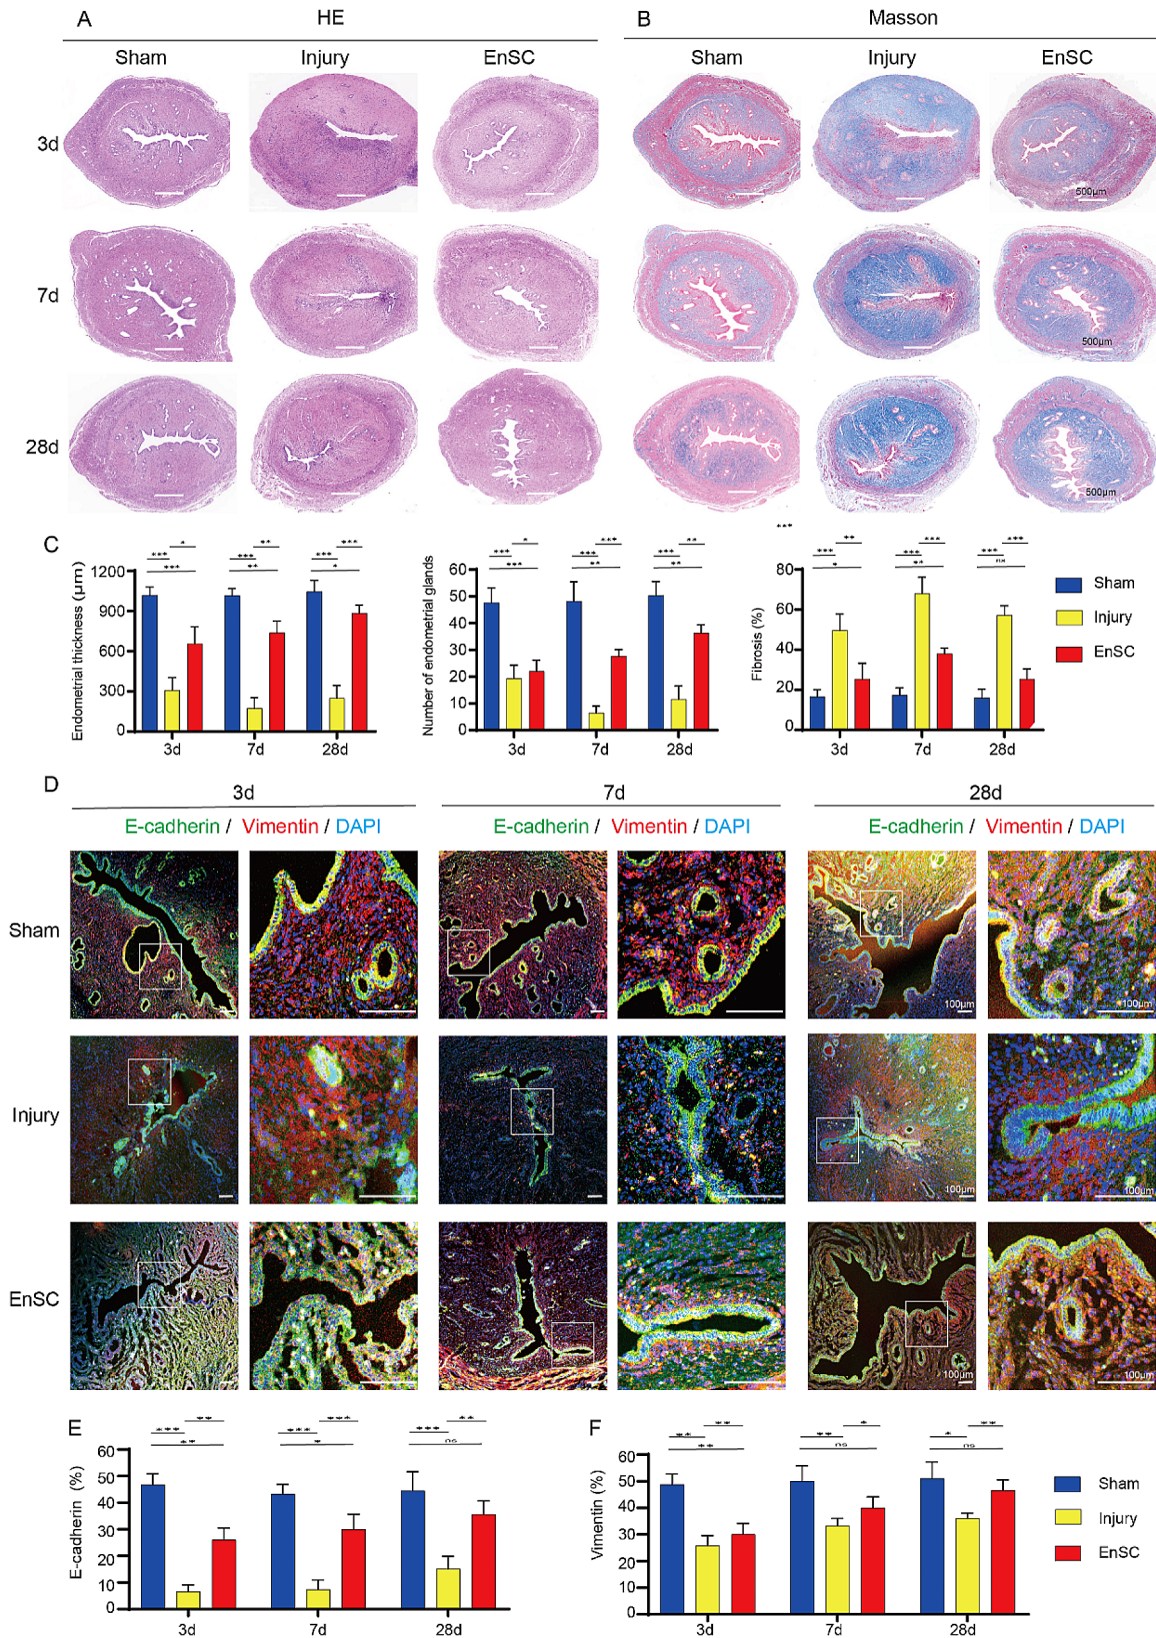 A HE
Sham Injury EnSC
3d
7d
28d
B Masson
Sham Injury EnSC
500μm
500μm
500μm
C
Endometrial thickness (μm)
1200
900
600
300
0
*** * ***
*** ** **
*** *** *
3d 7d 28d
Number of endometrial glands
60
50
40
30
20
10
0
*** * ***
*** *** **
*** ** **
3d 7d 28d
***
Fibrosis (%)
80
60
40
20
0
*** ** *
*** *** **
*** *** ns
3d 7d 28d
Sham
Injury
EnSC
D
3d 7d 28d
E-cadherin / Vimentin / DAPI E-cadherin / Vimentin / DAPI E-cadherin / Vimentin / DAPI
Sham
100μm 100μm
Injury
100μm 100μm
EnSC
100μm 100μm
E
E-cadherin (%)
60
50
40
30
20
10
0
*** ** **
*** *** *
*** ** ns
3d 7d 28d
F
Vimentin (%)
60
50
40
30
20
10
0
** ** **
** * ns
* ** ns
3d 7d 28d
Sham
Injury
EnSC